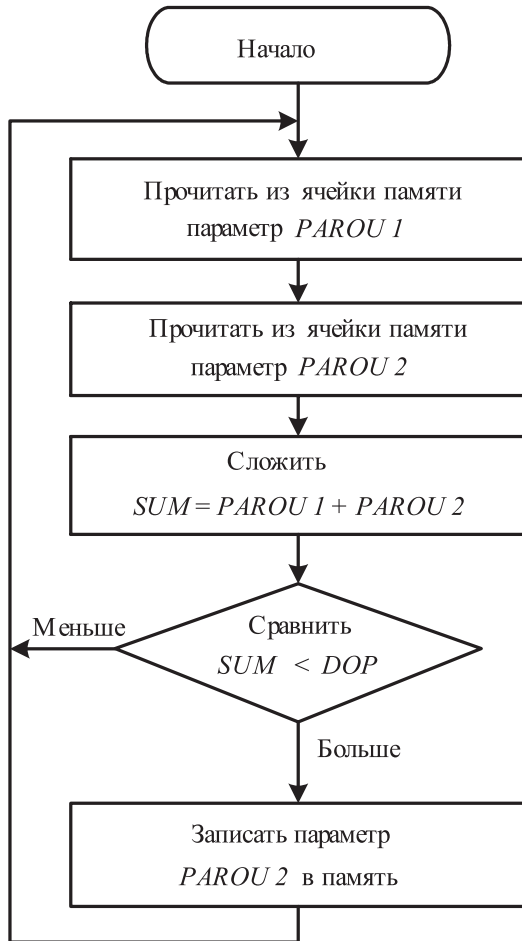 Начало
Прочитать из ячейки памяти
параметр PAROU 1
Прочитать из ячейки памяти
параметр PAROU 2
Сложить
SUM = PAROU 1 + PAROU 2
Меньше
Сравнить
SUM < DOP
Больше
Записать параметр
PAROU 2 в память